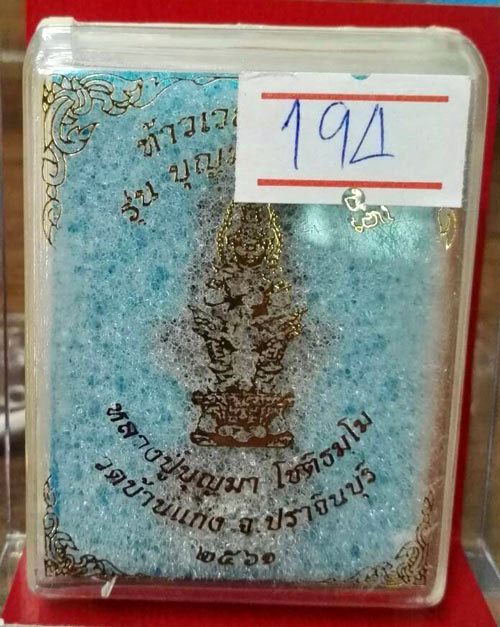 194
ท้าวเว
รุ่น บุญ
หลวงปู่บุญมา โชติธมฺโม
วัดบ้านแก่ง จ.ปราจีนบุรี
๒๕๖๑